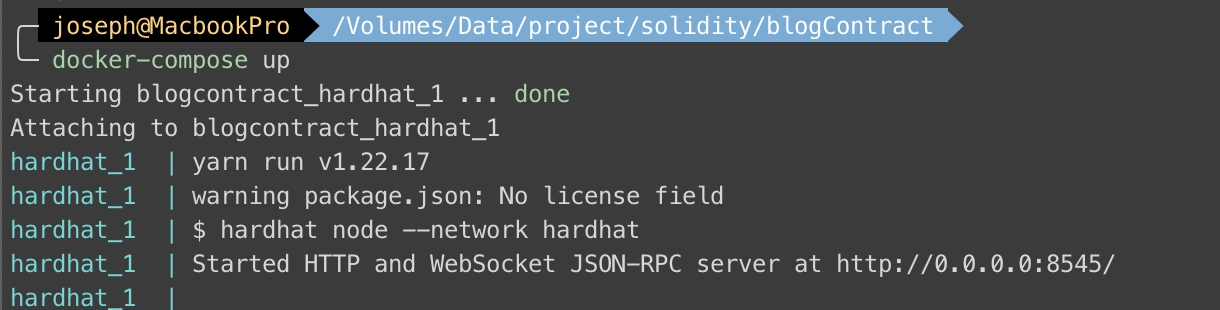 joseph@MacbookPro /Volumes/Data/project/solidity/blogContract
docker-compose up
Starting blogcontract_hardhat_1 ... done
Attaching to blogcontract_hardhat_1
hardhat_1 | yarn run v1.22.17
hardhat_1 | warning package.json: No license field
hardhat_1 | $ hardhat node --network hardhat
hardhat_1 | Started HTTP and WebSocket JSON-RPC server at http://0.0.0.0:8545/
hardhat_1 |